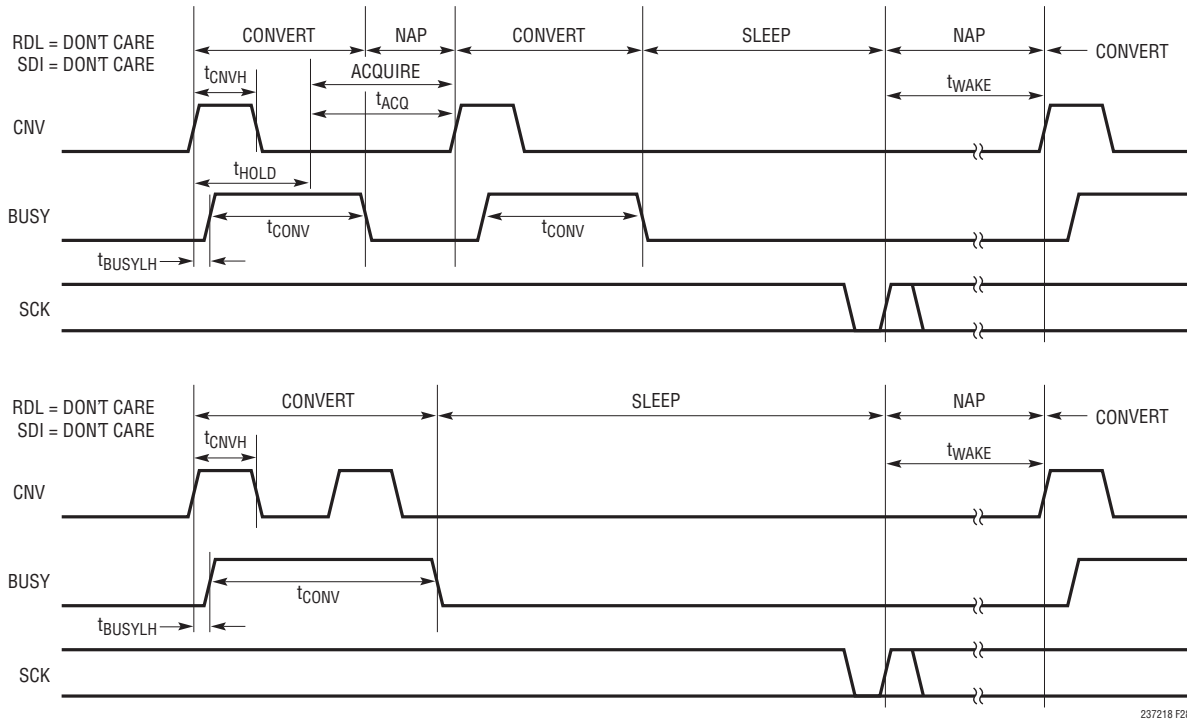 CONVERT NAP CONVERT SLEEP NAP CONVERT
RDL = DON'T CARE
SDI = DON'T CARE
tCNVH ACQUIRE tWAKE
tACQ
CNV
tHOLD
BUSY
tCONV tCONV
tBUSYLH
SCK
CONVERT SLEEP NAP CONVERT
RDL = DON'T CARE
SDI = DON'T CARE
tCNVH tWAKE
CNV
BUSY
tCONV
tBUSYLH
SCK
237218 F28